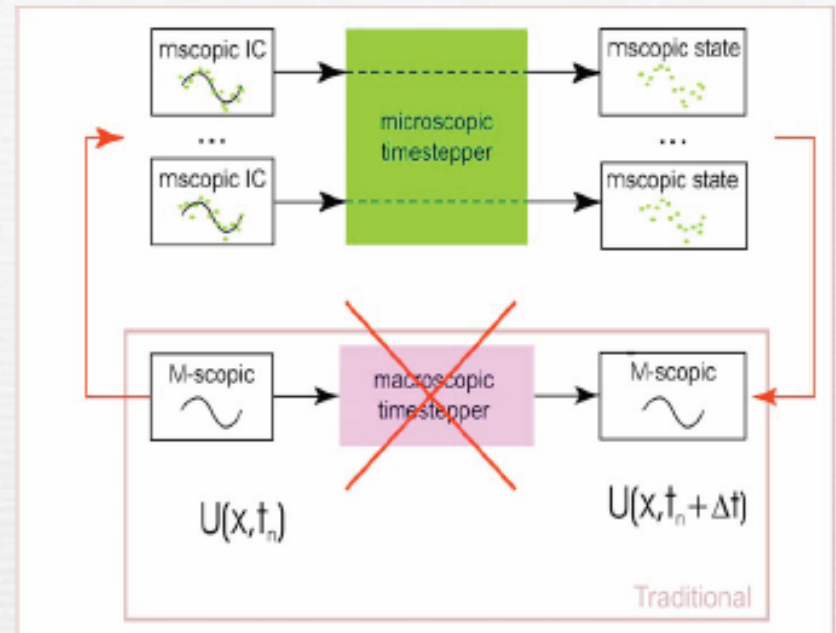 mscopic IC
mscopic state
...
...
microscopic
timestepper
mscopic IC
mscopic state
M-scopic
macroscopic
timestepper
M-scopic
U(x,tₙ)
U(x,tₙ+Δt)
Traditional